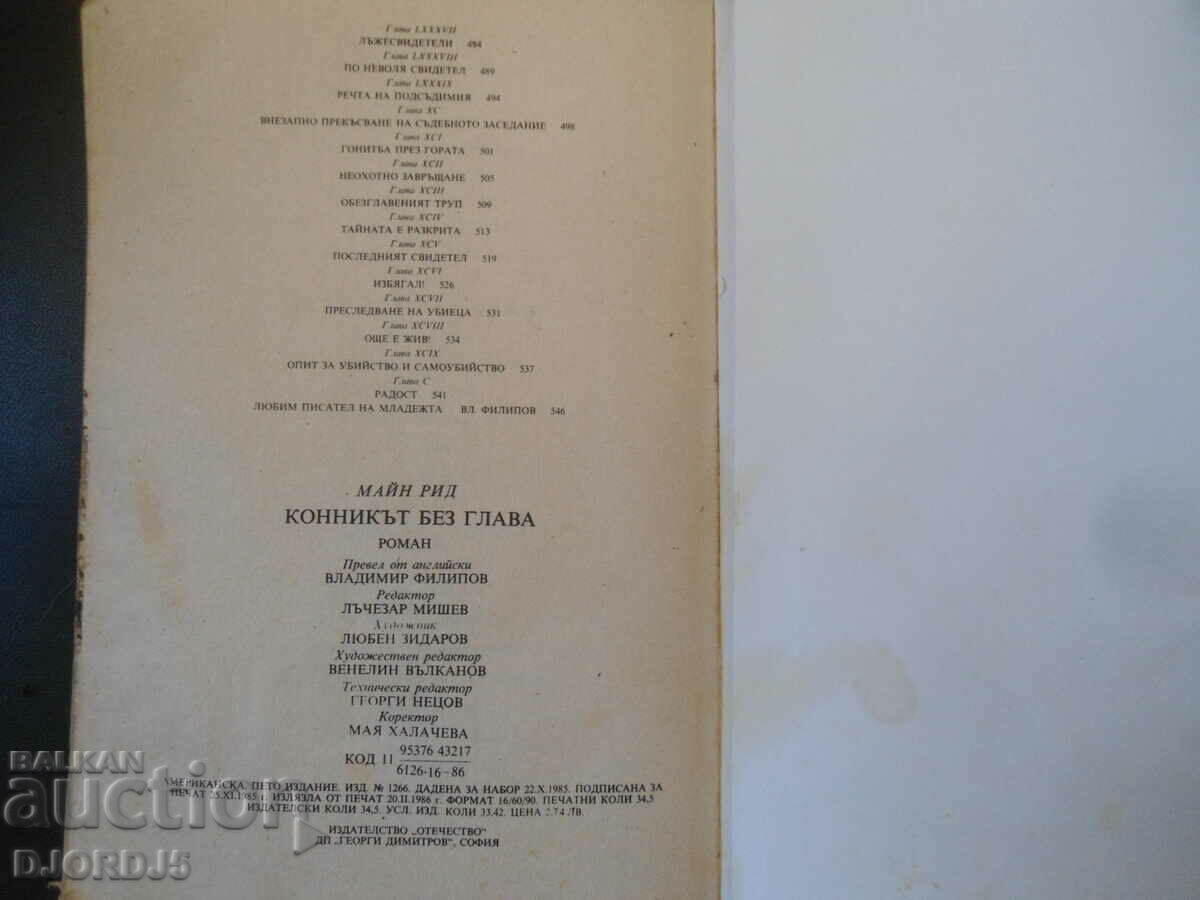 Глава LXXXVII
ЛЪЖЕСВИДЕТЕЛИ 484
Глава LXXXVIII
ПО НЕВОЛЯ СВИДЕТЕЛ 489
Глава LXXXIX
РЕЧТА НА ПОДСЪДИМИЯ 494
Глава XC
ВНЕЗАПНО ПРЕКЪСВАНЕ НА СЪДЕБНОТО ЗАСЕДАНИЕ 498
Глава XCI
ГОНИТБА ПРЕЗ ГОРАТА 501
Глава XCII
НЕОХОТНО ЗАВРЪЩАНЕ 505
Глава XCIII
ОБЕЗГЛАВЕНИЯТ ТРУП 509
Глава XCIV
ТАЙНАТА Е РАЗКРИТА 513
Глава XCV
ПОСЛЕДНИЯТ СВИДЕТЕЛ 519
Глава XCVI
ИЗБЯГАЛ! 526
Глава XCVII
ПРЕСЛЕДВАНЕ НА УБИЕЦА 531
Глава XCVIII
ОЩЕ Е ЖИВ! 534
Глава XCIX
ОПИТ ЗА УБИЙСТВО И САМОУБИЙСТВО 537
Глава C
РАДОСТ 541
ЛЮБИМ ПИСАТЕЛ НА МЛАДЕЖТА ВЛ. ФИЛИПОВ 546
МАЙН РИД
КОННИКЪТ БЕЗ ГЛАВА
РОМАН
Превел от английски
ВЛАДИМИР ФИЛИПОВ
Редактор
ЛЪЧЕЗАР МИШЕВ
Художник
ЛЮБЕН ЗИДАРОВ
Художествен редактор
ВЕНЕЛИН ВЪЛКАНОВ
Технически редактор
ГЕОРГИ НЕЦОВ
Коректор
МАЯ ХАЛАЧЕВА
КОД 11 95376 43217
6126-16-86
АМЕРИКАНСКА. ПЕТО ИЗДАНИЕ. ИЗД. № 1266. ДАДЕНА ЗА НАБОР 22.X.1985. ПОДПИСАНА ЗА
ПЕЧАТ 25.XI.1985 г. ИЗЛЯЗЛА ОТ ПЕЧАТ 20.II.1986 г. ФОРМАТ 16/60/90. ПЕЧАТНИ КОЛИ 34,5
ИЗДАТЕЛСКИ КОЛИ 34,5. УСЛ. ИЗД. КОЛИ 33,42. ЦЕНА 2,74 ЛВ.
ИЗДАТЕЛСТВО „ОТЕЧЕСТВО“
ДП „ГЕОРГИ ДИМИТРОВ“, СОФИЯ
BALKAN
auction
DJORDJ5